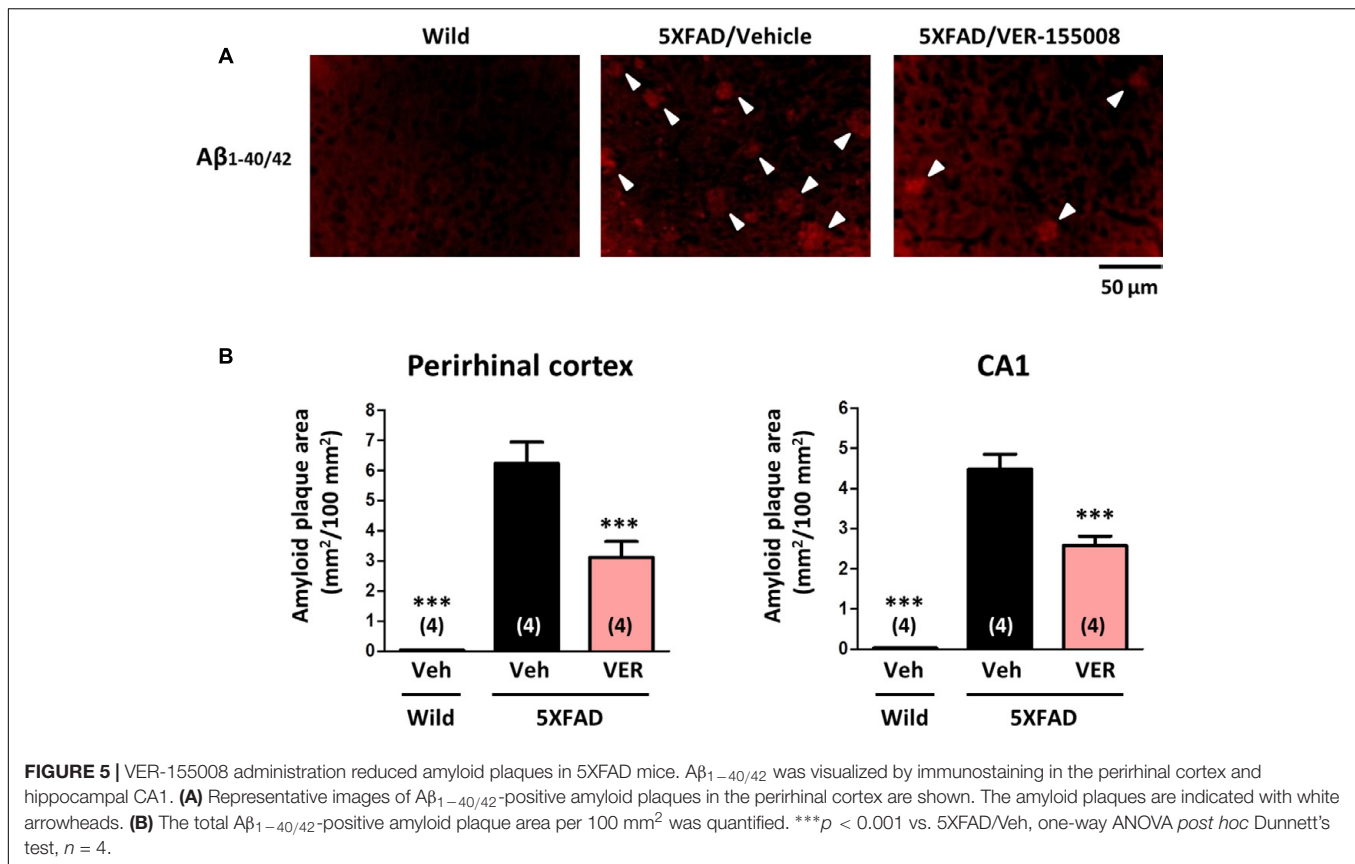 Wild 5XFAD/Vehicle 5XFAD/VER-155008
A
Aβ1-40/42
50 µm
B
Perirhinal cortex
Amyloid plaque area
(mm²/100 mm²)
8
7
6
5
4
3
2
1
0
***
(4)
(4)
***
(4)
Veh Veh VER
Wild 5XFAD
CA1
Amyloid plaque area
(mm²/100 mm²)
6
5
4
3
2
1
0
***
(4)
(4)
***
(4)
Veh Veh VER
Wild 5XFAD
FIGURE 5 | VER-155008 administration reduced amyloid plaques in 5XFAD mice. Aβ1−40/42 was visualized by immunostaining in the perirhinal cortex and
hippocampal CA1. (A) Representative images of Aβ1−40/42-positive amyloid plaques in the perirhinal cortex are shown. The amyloid plaques are indicated with white
arrowheads. (B) The total Aβ1−40/42-positive amyloid plaque area per 100 mm² was quantified. ***p < 0.001 vs. 5XFAD/Veh, one-way ANOVA post hoc Dunnett's
test, n = 4.